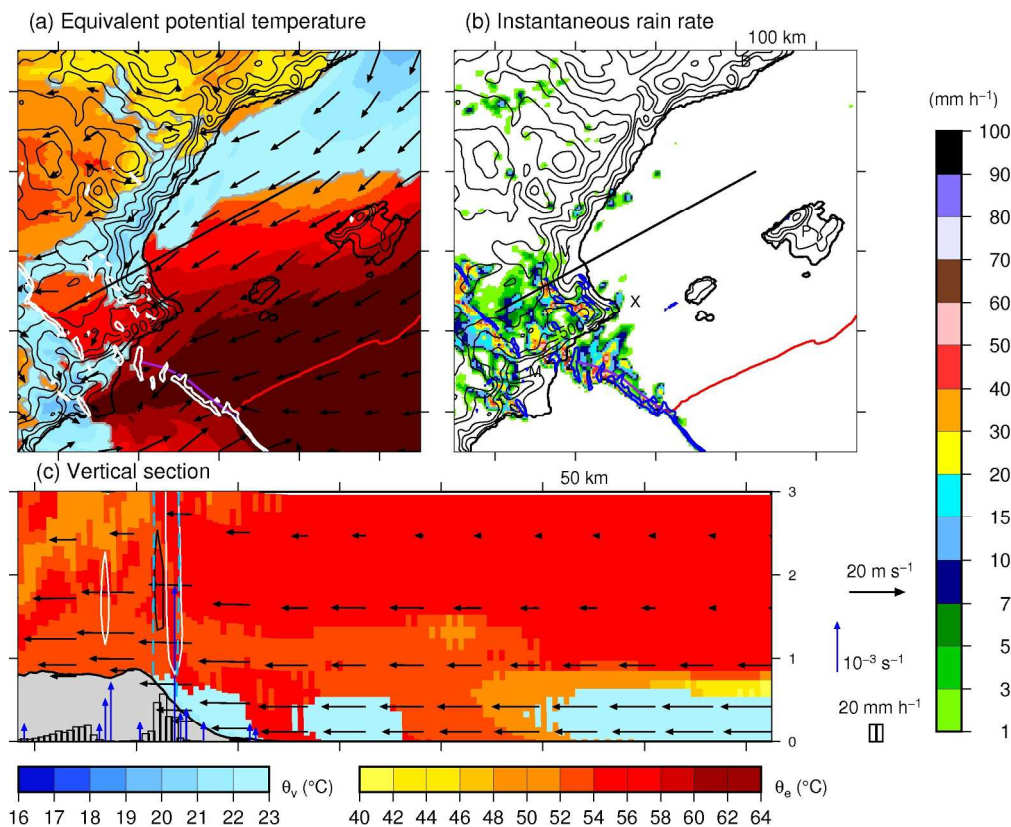 (a) Equivalent potential temperature
(b) Instantaneous rain rate
100 km
B
V
P
X
500
500
M
(mm h⁻¹)
100
90
80
70
60
50
40
30
20
15
10
7
5
3
1
(c) Vertical section
50 km
3
2
1
0
20 m s⁻¹
10⁻³ s⁻¹
20 mm h⁻¹
16 17 18 19 20 21 22 23
θv (°C)
40 42 44 46 48 50 52 54 56 58 60 62 64
θe (°C)